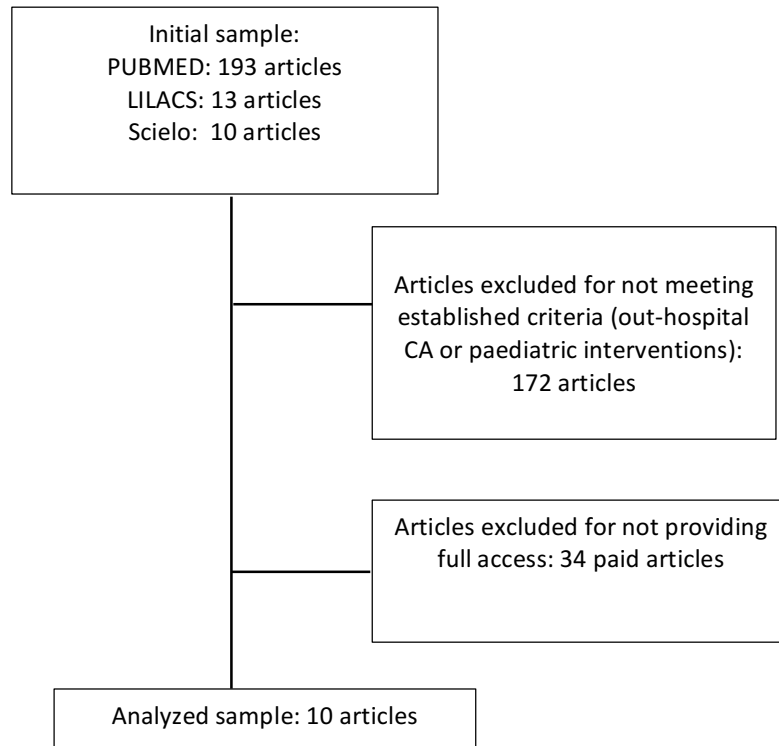 Initial sample:
PUBMED: 193 articles
LILACS: 13 articles
Scielo: 10 articles
Articles excluded for not meeting
established criteria (out-hospital
CA or paediatric interventions):
172 articles
Articles excluded for not providing
full access: 34 paid articles
Analyzed sample: 10 articles